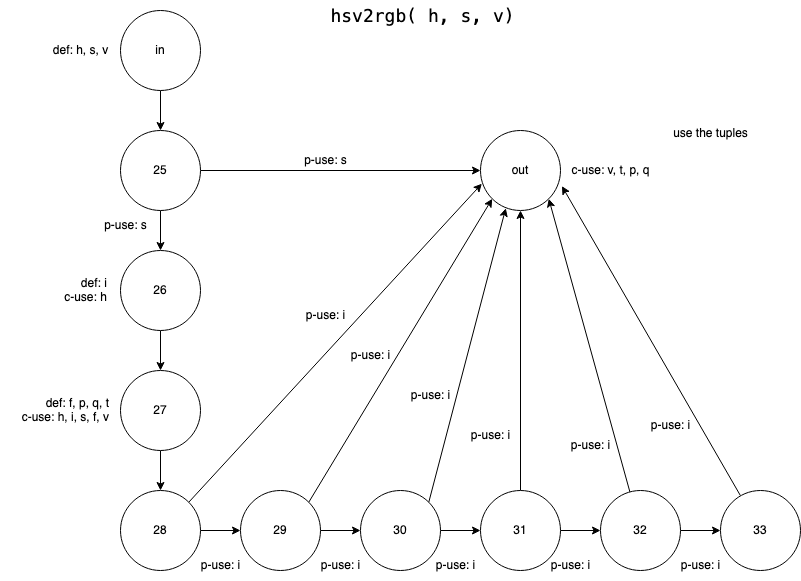 hsv2rgb( h, s, v)
def: h, s, v
in
use the tuples
25
p-use: s
out
c-use: v, t, p, q
p-use: s
def: i
c-use: h
26
p-use: i
p-use: i
def: f, p, q, t
c-use: h, i, s, f, v
27
p-use: i
p-use: i
p-use: i
p-use: i
28
29
30
31
32
33
p-use: i
p-use: i
p-use: i
p-use: i
p-use: i